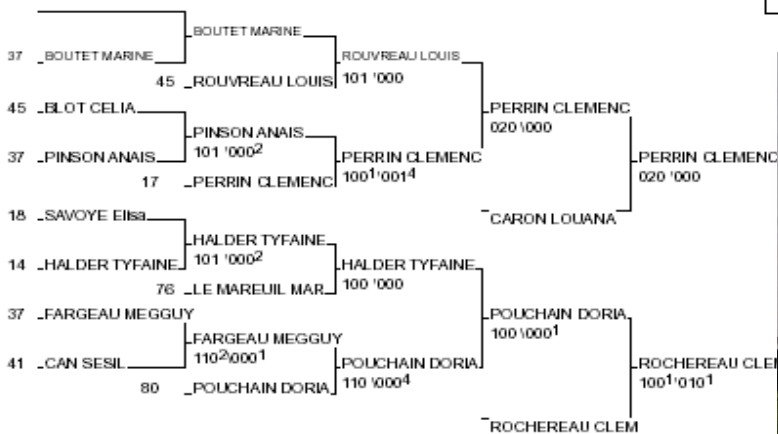 BOUTET MARINE
37 BOUTET MARINE
ROUVREAU LOUIS
45 ROUVREAU LOUIS
101 '000
45 BLOT CELIA
PERRIN CLEMENC
020 \000
PINSON ANAIS
101 '000²
37 PINSON ANAIS
PERRIN CLEMENC
100¹'001⁴
PERRIN CLEMENC
020 '000
17 PERRIN CLEMENC
18 SAVOYE Elisa
CARON LOUANA
HALDER TYFAINE
101 '000²
14 HALDER TYFAINE
HALDER TYFAINE
100 '000
76 LE MAREUIL MAR
37 FARGEAU MEGGUY
POUCHAIN DORIA
100 \000¹
FARGEAU MEGGUY
110²\000¹
41 CAN SESIL
POUCHAIN DORIA
110 \000⁴
ROCHEREAU CLEM
100¹'010¹
80 POUCHAIN DORIA
ROCHEREAU CLEM